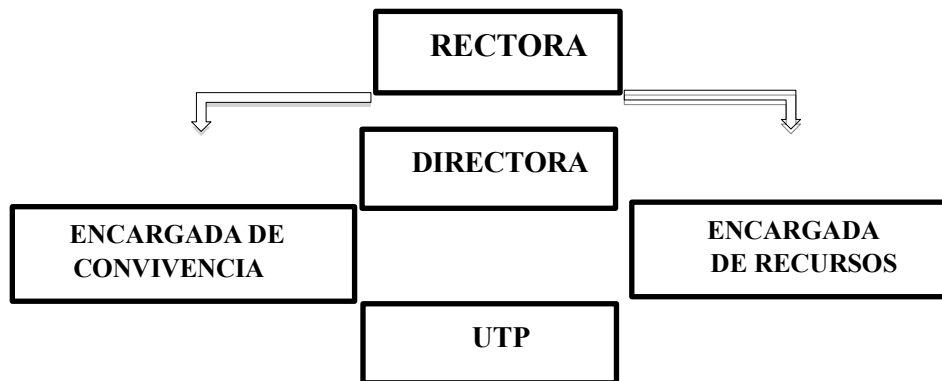 RECTORA
DIRECTORA
ENCARGADA DE
CONVIVENCIA
ENCARGADA
DE RECURSOS
UTP